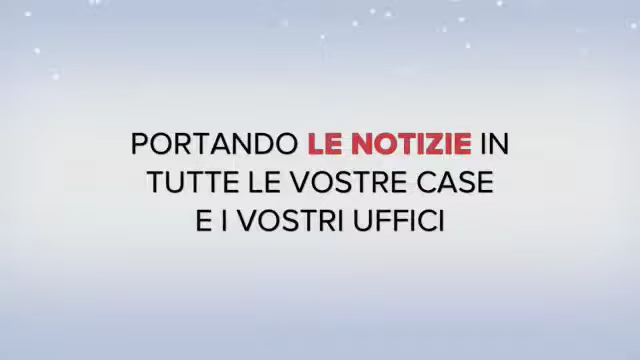 PORTANDO LE NOTIZIE IN
TUTTE LE VOSTRE CASE
E I VOSTRI UFFICI